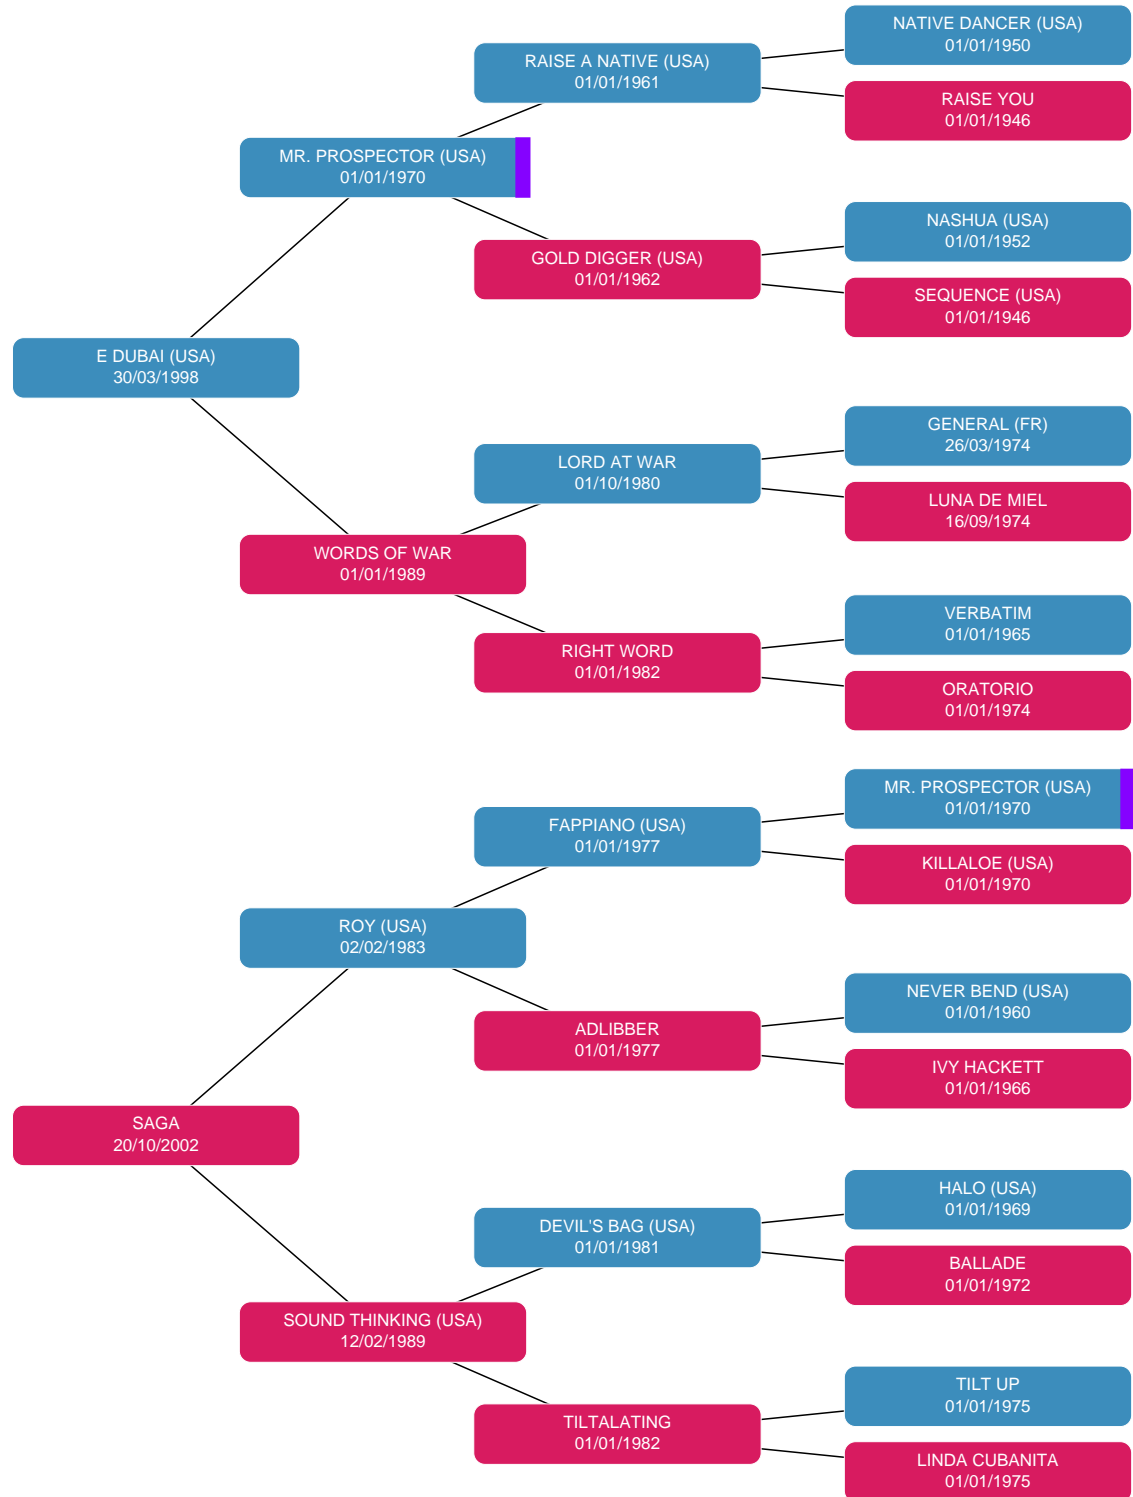 NATIVE DANCER (USA)
01/01/1950
RAISE A NATIVE (USA)
01/01/1961
RAISE YOU
01/01/1946
MR. PROSPECTOR (USA)
01/01/1970
NASHUA (USA)
01/01/1952
GOLD DIGGER (USA)
01/01/1962
SEQUENCE (USA)
01/01/1946
E DUBAI (USA)
30/03/1998
GENERAL (FR)
26/03/1974
LORD AT WAR
01/10/1980
LUNA DE MIEL
16/09/1974
WORDS OF WAR
01/01/1989
VERBATIM
01/01/1965
RIGHT WORD
01/01/1982
ORATORIO
01/01/1974
MR. PROSPECTOR (USA)
01/01/1970
FAPPIANO (USA)
01/01/1977
KILLALOE (USA)
01/01/1970
ROY (USA)
02/02/1983
NEVER BEND (USA)
01/01/1960
ADLIBBER
01/01/1977
IVY HACKETT
01/01/1966
SAGA
20/10/2002
HALO (USA)
01/01/1969
DEVIL'S BAG (USA)
01/01/1981
BALLADE
01/01/1972
SOUND THINKING (USA)
12/02/1989
TILT UP
01/01/1975
TILTALATING
01/01/1982
LINDA CUBANITA
01/01/1975